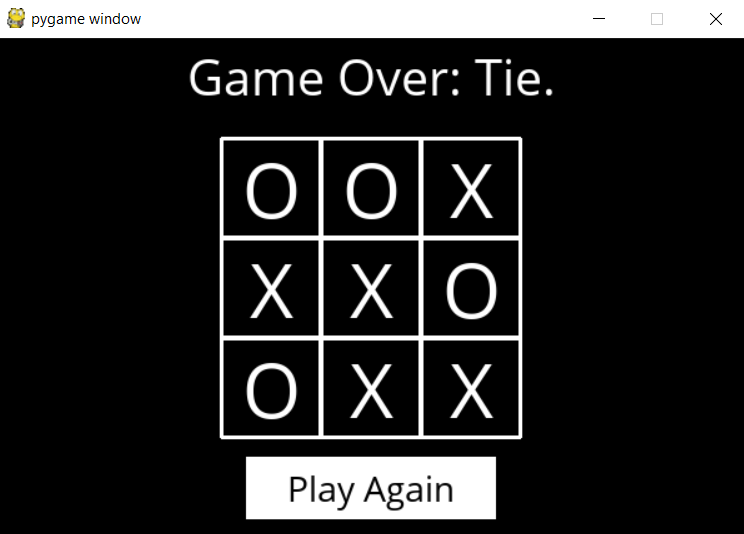 pygame window
Game Over: Tie.
O O X
X X O
O X X
Play Again